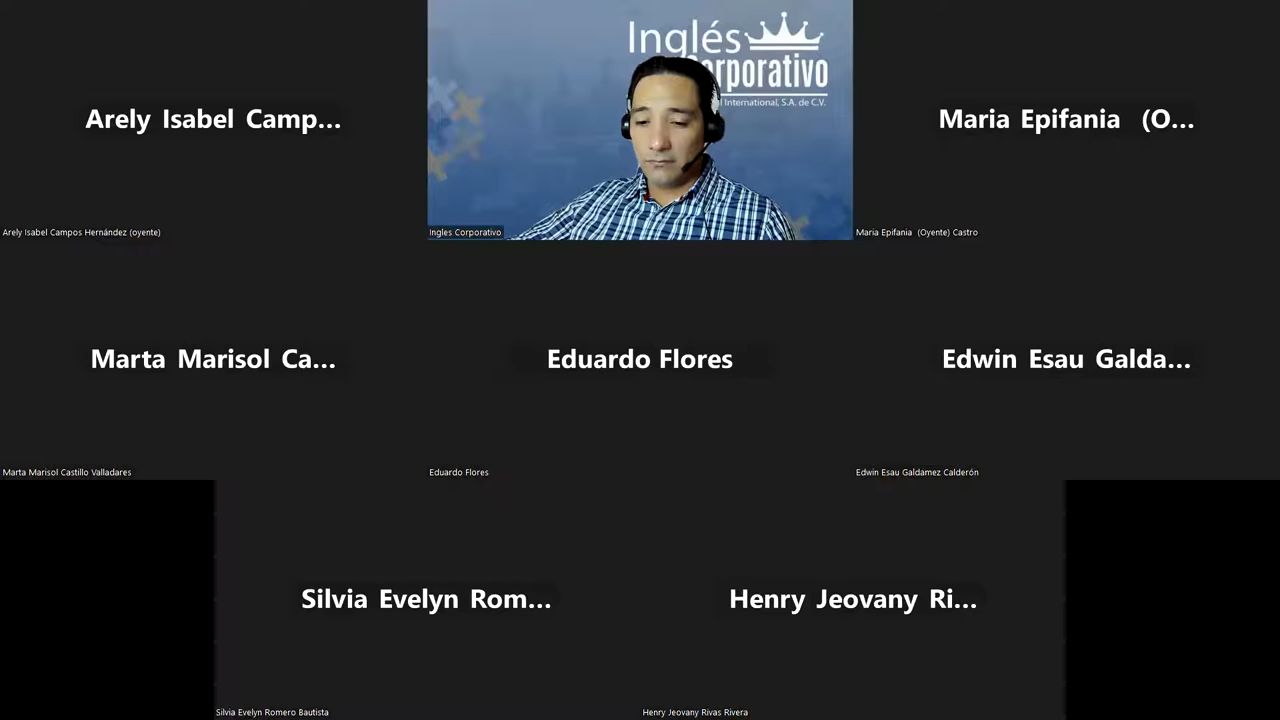 Arely Isabel Camp...
Arely Isabel Campos Hernández (oyente)
Inglés
orporativo
l International, S.A. de C.V.
Ingles Corporativo
Maria Epifania (O...
Maria Epifania (Oyente) Castro
Marta Marisol Ca...
Marta Marisol Castillo Valladares
Eduardo Flores
Eduardo Flores
Edwin Esau Galda...
Edwin Esau Galdamez Calderón
Silvia Evelyn Rom...
Silvia Evelyn Romero Bautista
Henry Jeovany Ri...
Henry Jeovany Rivas Rivera